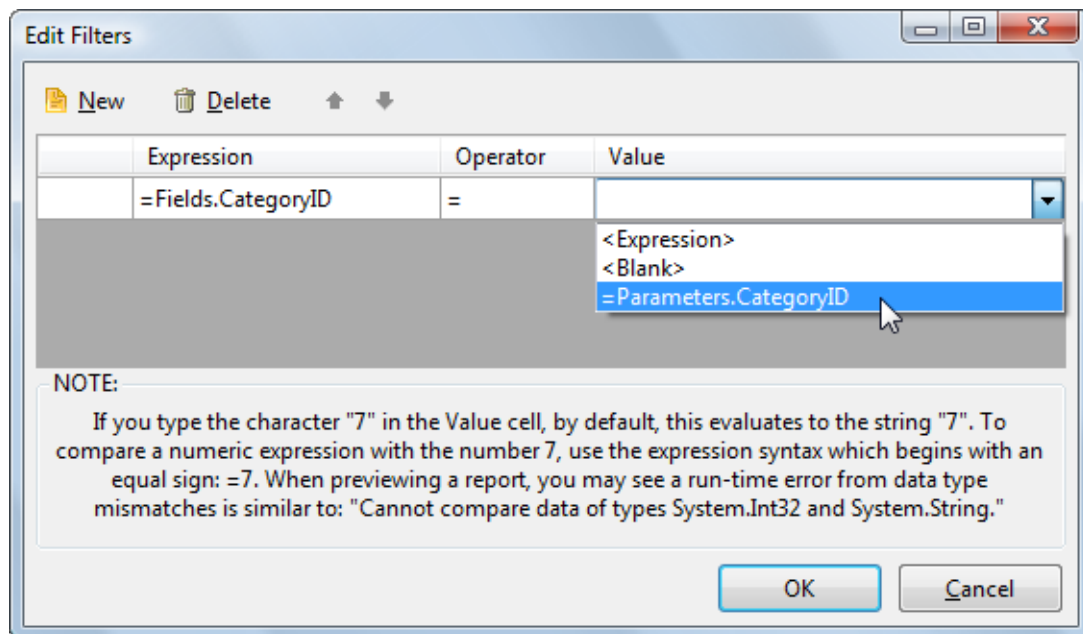 Edit Filters
New Delete
Expression Operator Value
=Fields.CategoryID =
<Expression>
<Blank>
=Parameters.CategoryID
NOTE:
If you type the character "7" in the Value cell, by default, this evaluates to the string "7". To
compare a numeric expression with the number 7, use the expression syntax which begins with an
equal sign: =7. When previewing a report, you may see a run-time error from data type
mismatches is similar to: "Cannot compare data of types System.Int32 and System.String."
OK Cancel